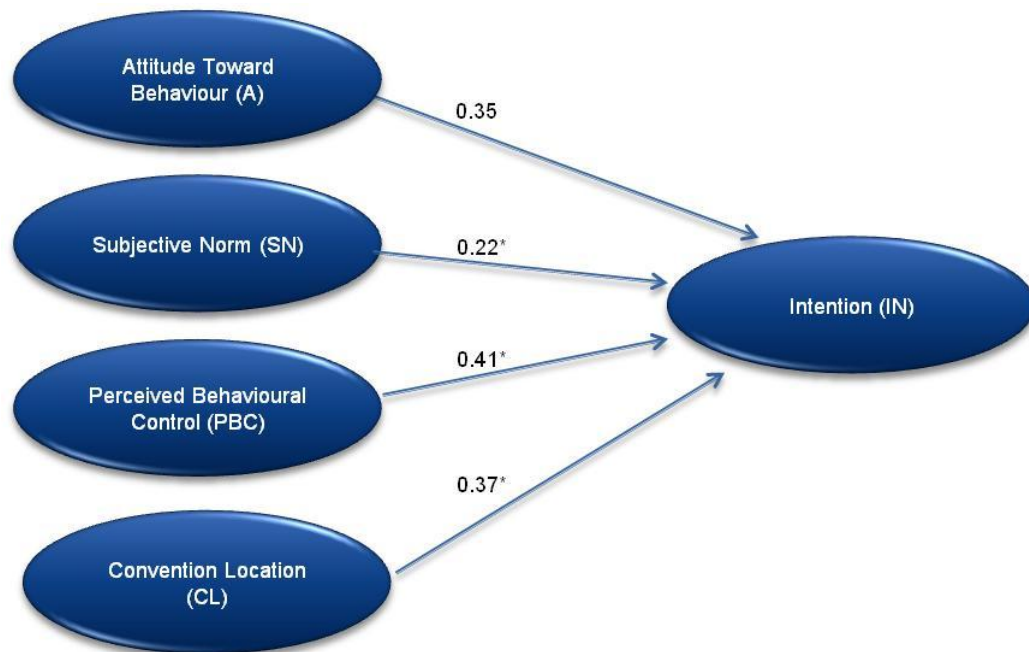 Attitude Toward
Behaviour (A)
0.35
Subjective Norm (SN)
0.22*
Intention (IN)
Perceived Behavioural
Control (PBC)
0.41*
Convention Location
(CL)
0.37*